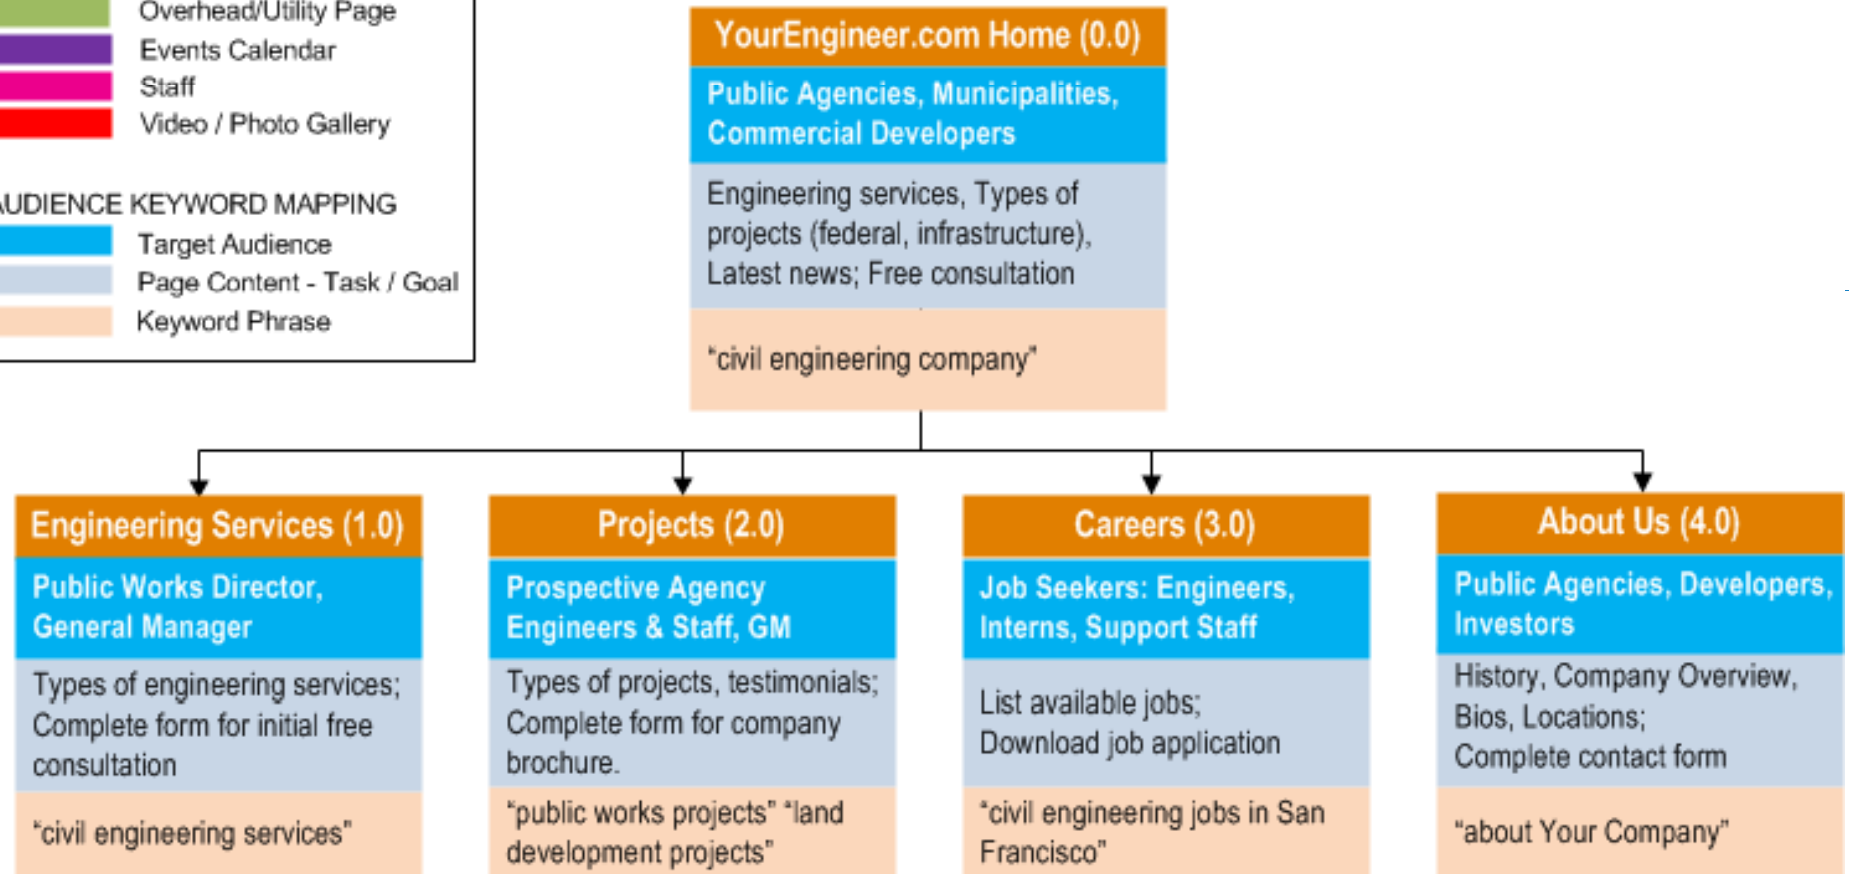 Overhead/Utility Page
Events Calendar
Staff
Video / Photo Gallery
AUDIENCE KEYWORD MAPPING
Target Audience
Page Content - Task / Goal
Keyword Phrase
YourEngineer.com Home (0.0)
Public Agencies, Municipalities,
Commercial Developers
Engineering services, Types of
projects (federal, infrastructure),
Latest news; Free consultation
“civil engineering company”
Engineering Services (1.0)
Public Works Director,
General Manager
Types of engineering services;
Complete form for initial free
consultation
“civil engineering services”
Projects (2.0)
Prospective Agency
Engineers & Staff, GM
Types of projects, testimonials;
Complete form for company
brochure.
“public works projects” “land
development projects”
Careers (3.0)
Job Seekers: Engineers,
Interns, Support Staff
List available jobs;
Download job application
“civil engineering jobs in San
Francisco”
About Us (4.0)
Public Agencies, Developers,
Investors
History, Company Overview,
Bios, Locations;
Complete contact form
“about Your Company”